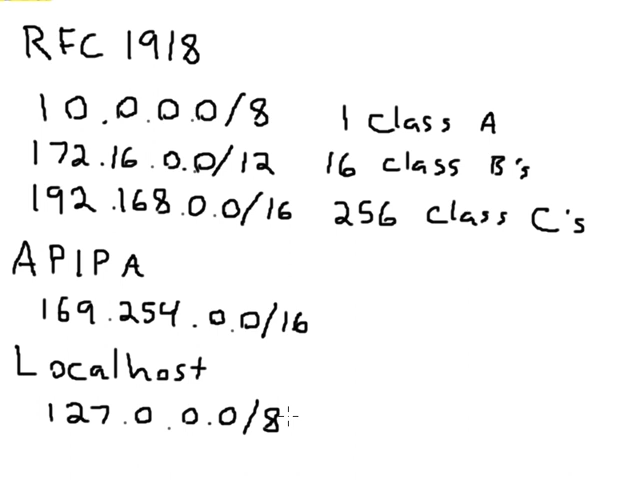 RFC 1918
10.0.0.0/8 1 Class A
172.16.0.0/12 16 Class B's
192.168.0.0/16 256 Class C's
APIPA
169.254.0.0/16
Localhost
127.0.0.0/8